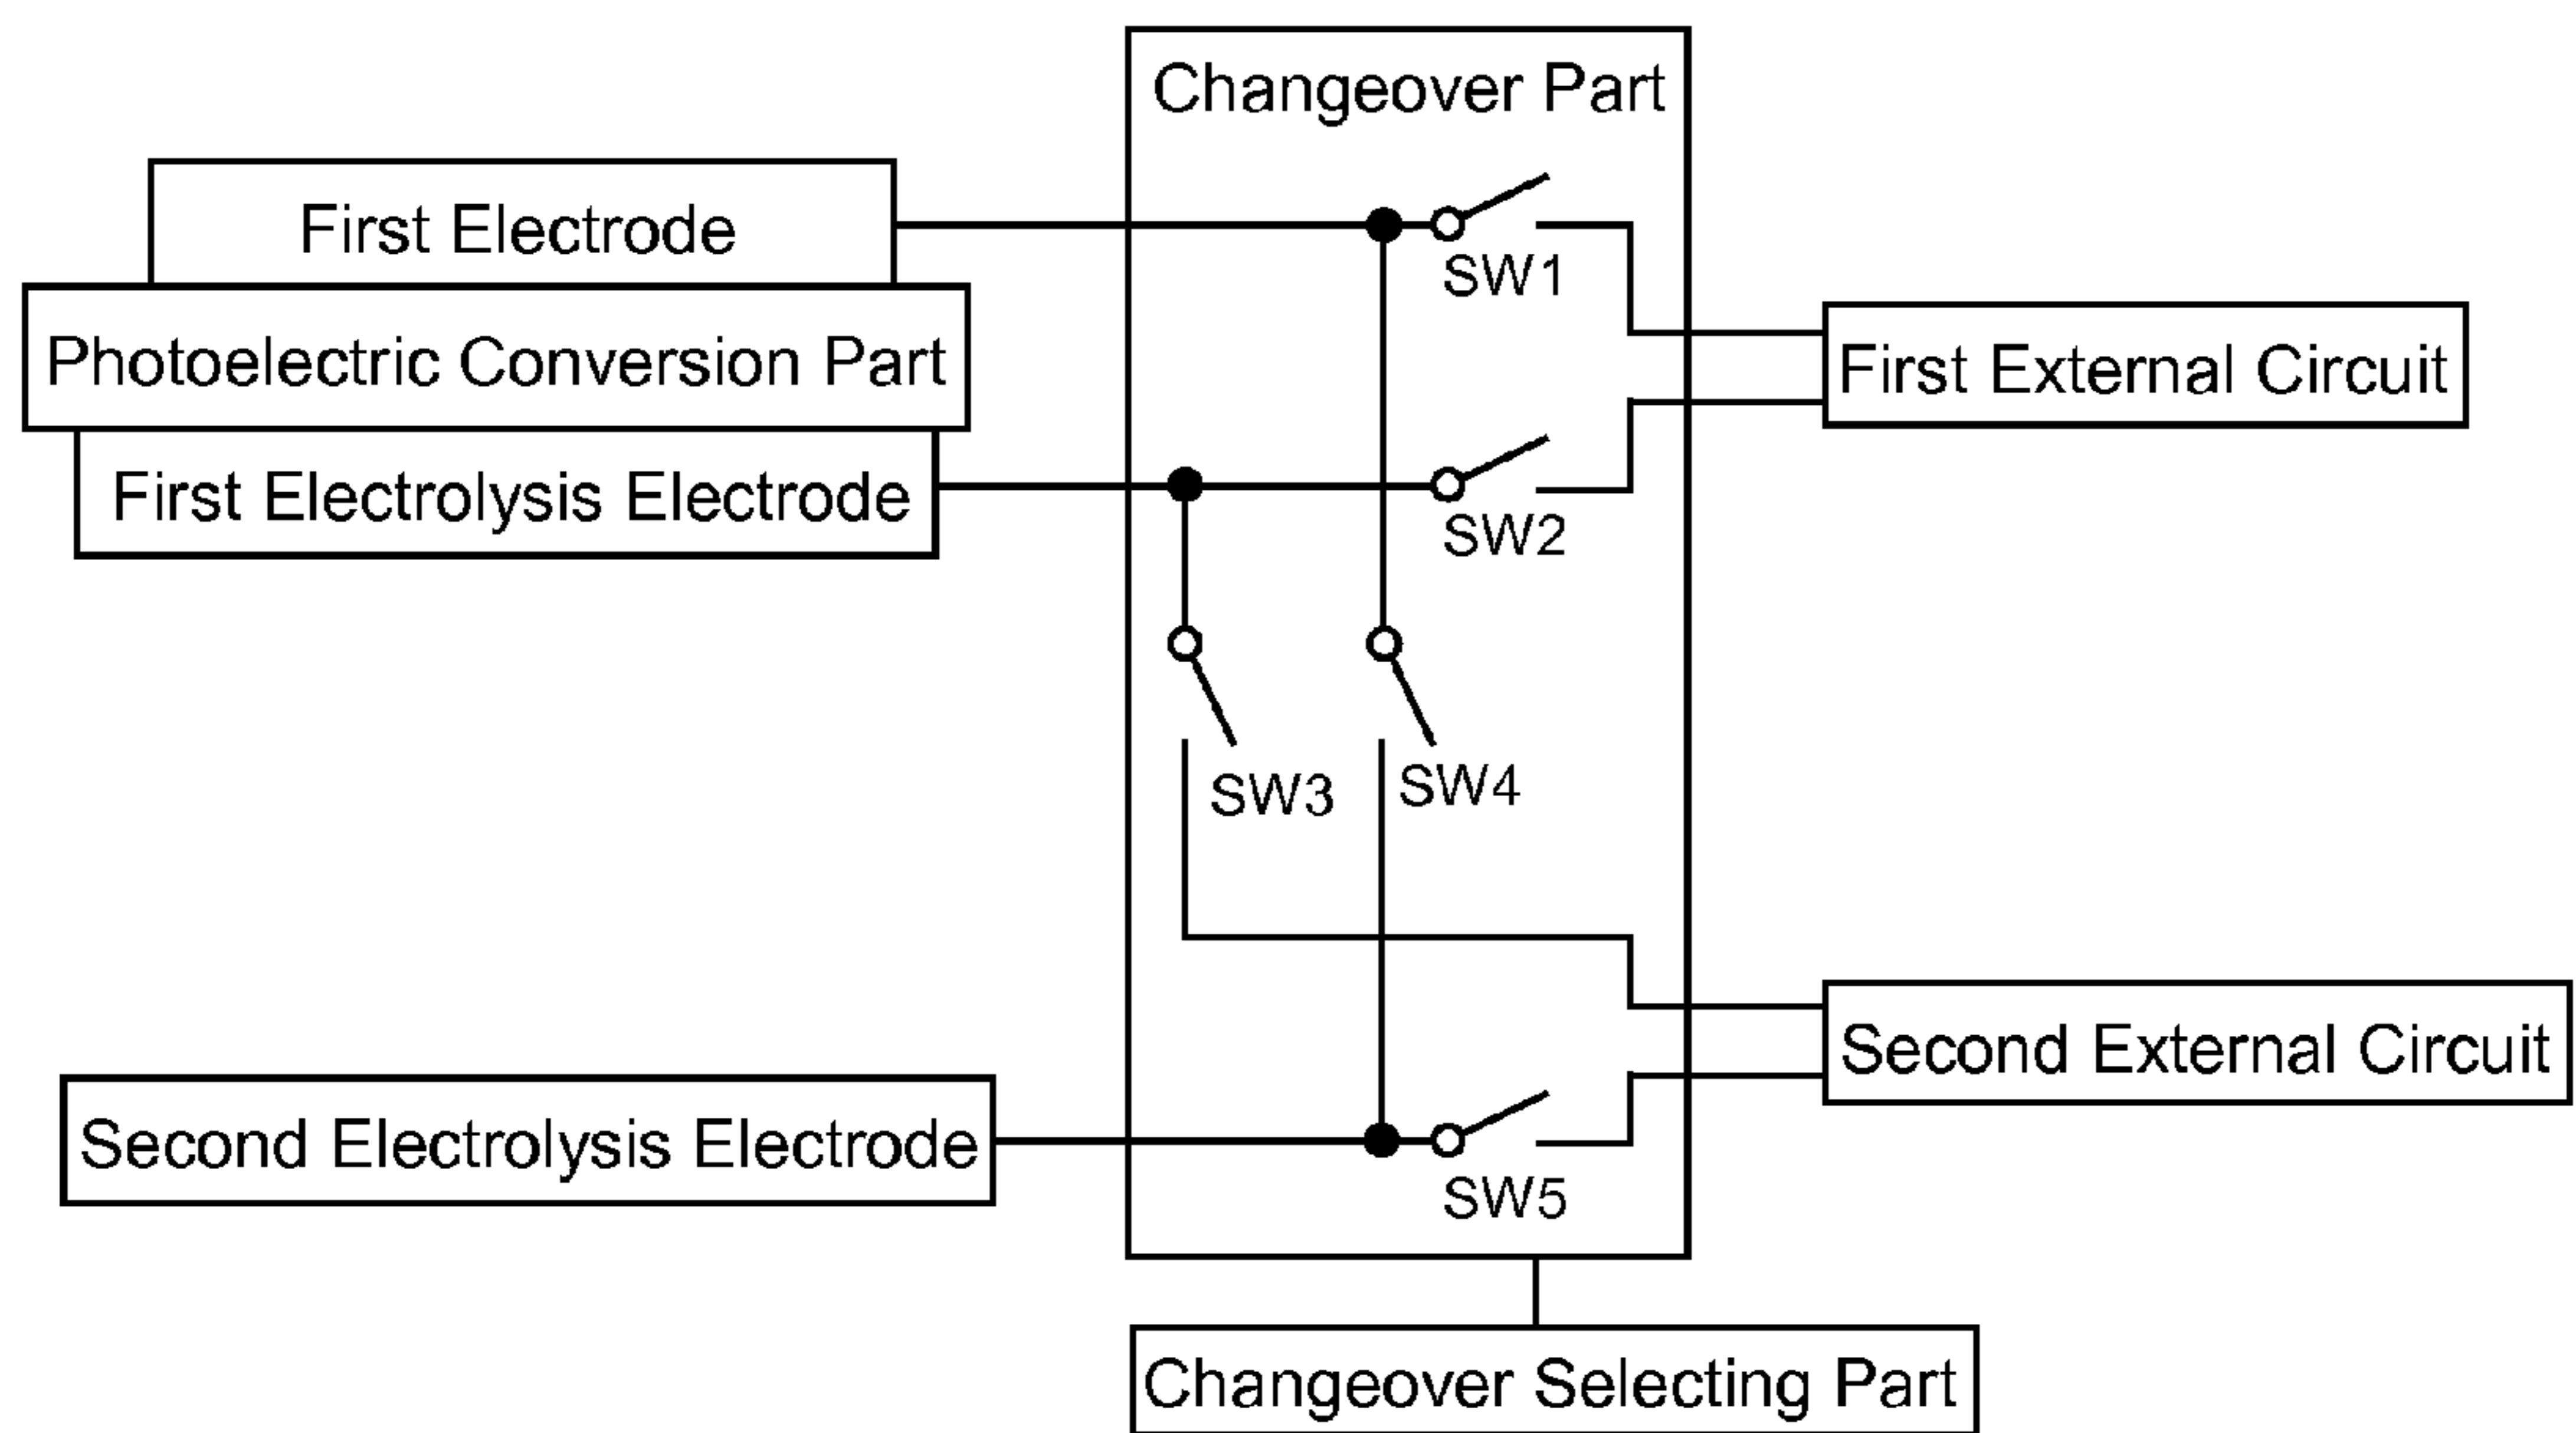 Changeover Part
First Electrode
SW1
Photoelectric Conversion Part
First External Circuit
First Electrolysis Electrode
SW2
SW3
SW4
Second External Circuit
Second Electrolysis Electrode
SW5
Changeover Selecting Part